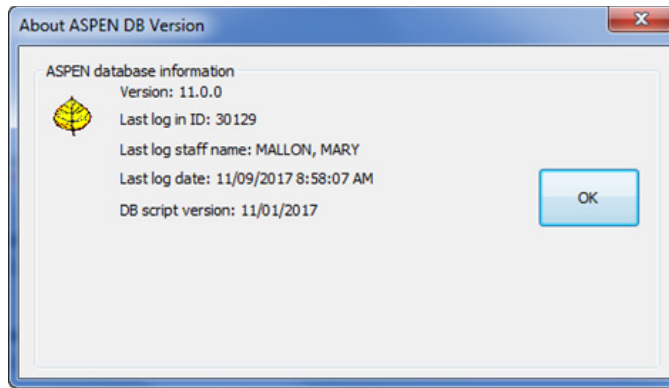 About ASPEN DB Version
ASPEN database information
Version: 11.0.0
Last log in ID: 30129
Last log staff name: MALLON, MARY
Last log date: 11/09/2017 8:58:07 AM
OK
DB script version: 11/01/2017